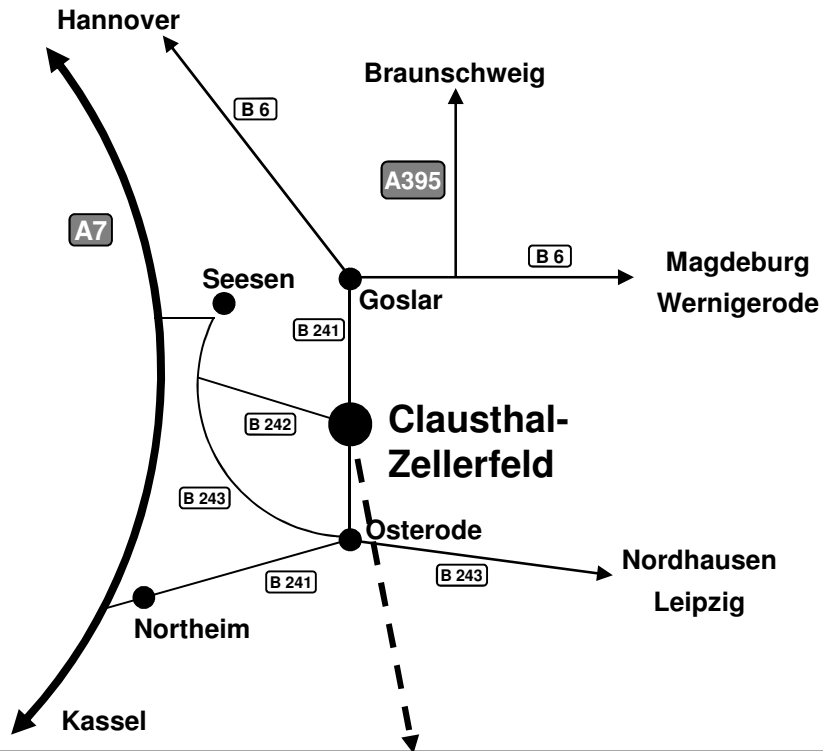 Hannover
Braunschweig
B 6
A395
A7
B 6
Magdeburg
Wernigerode
Seesen
Goslar
B 241
Clausthal-
Zellerfeld
B 242
B 243
Osterode
Nordhausen
Leipzig
B 241
B 243
Northeim
Kassel